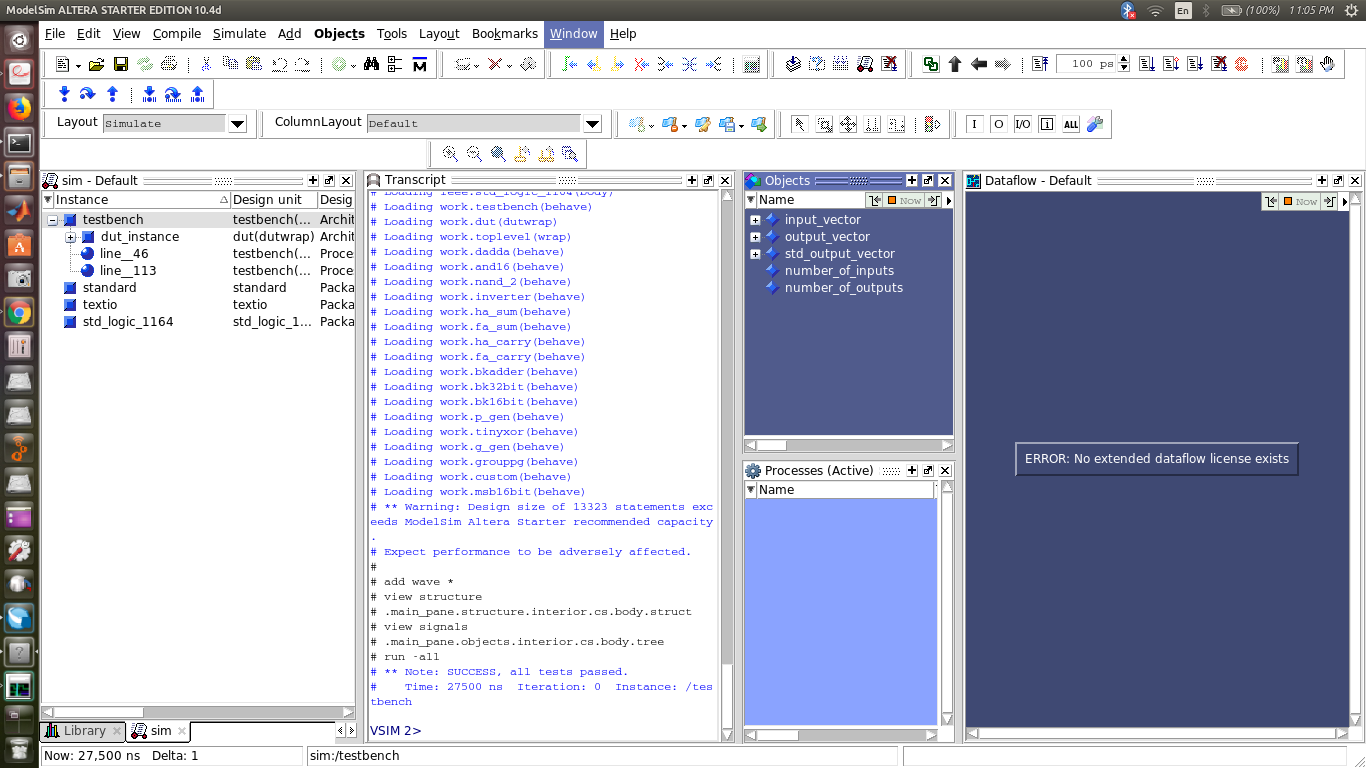 ModelSim ALTERA STARTER EDITION 10.4d
En (100%) 11:05 PM
File Edit View Compile Simulate Add Objects Tools Layout Bookmarks Window Help
100 ps
Layout Simulate ColumnLayout Default
I O I/O i ALL
sim - Default
Instance Design unit Desig
testbench testbench(... Archit
dut_instance dut(dutwrap) Archit
line__46 testbench(... Proce
line__113 testbench(... Proce
standard standard Packa
textio textio Packa
std_logic_1164 std_logic_1... Packa
Library sim
Transcript
# Loading ieee.std_logic_1164(body)
# Loading work.testbench(behave)
# Loading work.dut(dutwrap)
# Loading work.toplevel(wrap)
# Loading work.dadda(behave)
# Loading work.and16(behave)
# Loading work.nand_2(behave)
# Loading work.inverter(behave)
# Loading work.ha_sum(behave)
# Loading work.fa_sum(behave)
# Loading work.ha_carry(behave)
# Loading work.fa_carry(behave)
# Loading work.bkadder(behave)
# Loading work.bk32bit(behave)
# Loading work.bk16bit(behave)
# Loading work.p_gen(behave)
# Loading work.tinyxor(behave)
# Loading work.g_gen(behave)
# Loading work.grouppg(behave)
# Loading work.custom(behave)
# Loading work.msb16bit(behave)
# ** Warning: Design size of 13323 statements exc
eeds ModelSim Altera Starter recommended capacity
.
# Expect performance to be adversely affected.
#
# add wave *
# view structure
# .main_pane.structure.interior.cs.body.struct
# view signals
# .main_pane.objects.interior.cs.body.tree
# run -all
# ** Note: SUCCESS, all tests passed.
# Time: 27500 ns Iteration: 0 Instance: /tes
tbench
VSIM 2>
Objects
Name Now
input_vector
output_vector
std_output_vector
number_of_inputs
number_of_outputs
Processes (Active)
Name
Dataflow - Default
Now
ERROR: No extended dataflow license exists
Now: 27,500 ns Delta: 1 sim:/testbench